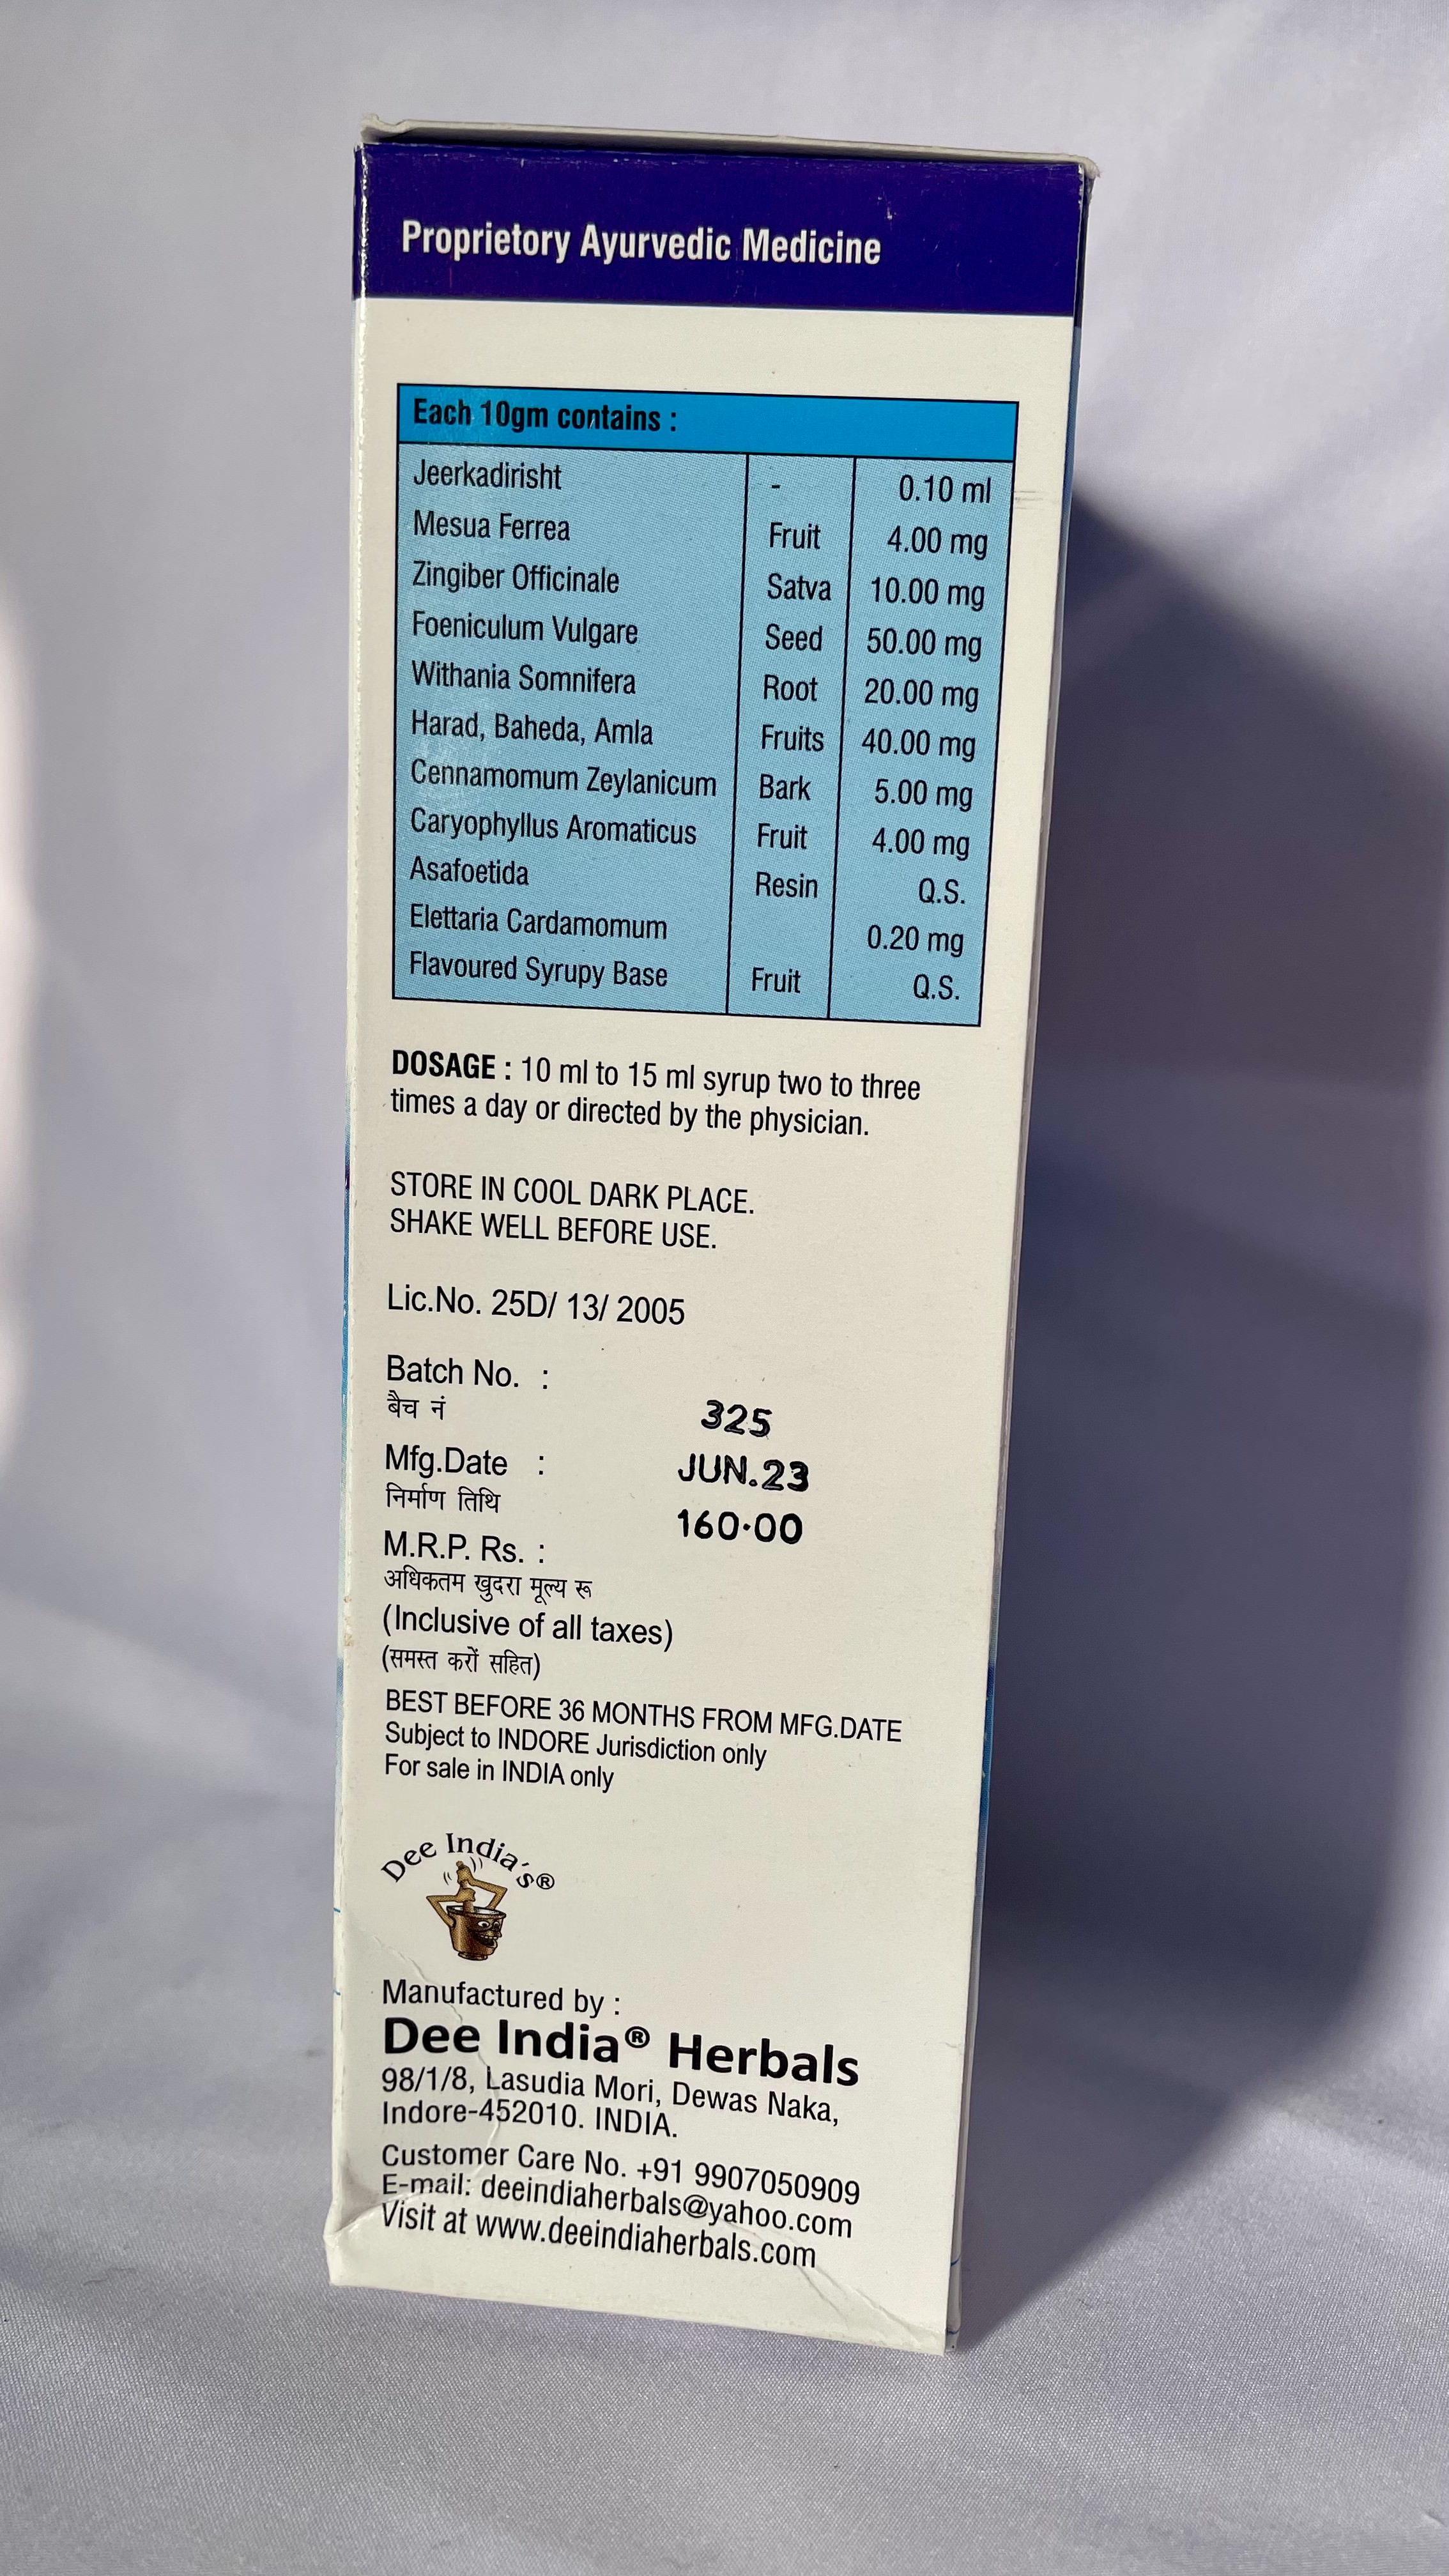 Proprietory Ayurvedic Medicine
Each 10gm contains :
Jeerkadirisht - 0.10 ml
Mesua Ferrea Fruit 4.00 mg
Zingiber Officinale Satva 10.00 mg
Foeniculum Vulgare Seed 50.00 mg
Withania Somnifera Root 20.00 mg
Harad, Baheda, Amla Fruits 40.00 mg
Cennamomum Zeylanicum Bark 5.00 mg
Caryophyllus Aromaticus Fruit 4.00 mg
Asafoetida Resin Q.S.
Elettaria Cardamomum 0.20 mg
Flavoured Syrupy Base Fruit Q.S.
DOSAGE : 10 ml to 15 ml syrup two to three
times a day or directed by the physician.
STORE IN COOL DARK PLACE.
SHAKE WELL BEFORE USE.
Lic.No. 25D/ 13/ 2005
Batch No. :
बैच नं 325
Mfg.Date : JUN.23
निर्माण तिथि
160.00
M.R.P. Rs. :
अधिकतम खुदरा मूल्य रू
(Inclusive of all taxes)
(समस्त करों सहित)
BEST BEFORE 36 MONTHS FROM MFG.DATE
Subject to INDORE Jurisdiction only
For sale in INDIA only
Dee India's®
Manufactured by :
Dee India® Herbals
98/1/8, Lasudia Mori, Dewas Naka,
Indore-452010. INDIA.
Customer Care No. +91 9907050909
E-mail: deeindiaherbals@yahoo.com
Visit at www.deeindiaherbals.com